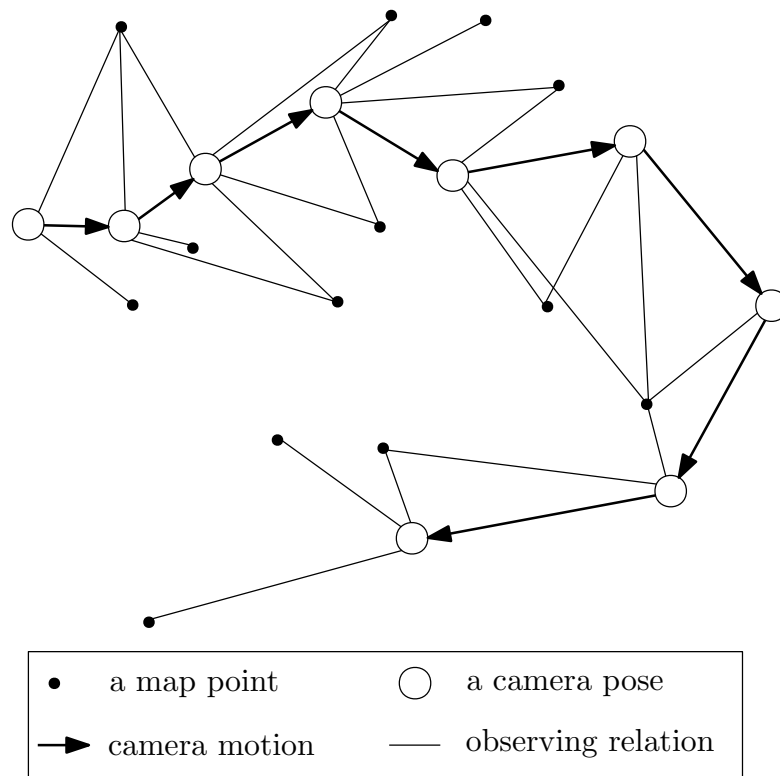 a map point
a camera pose
camera motion
observing relation